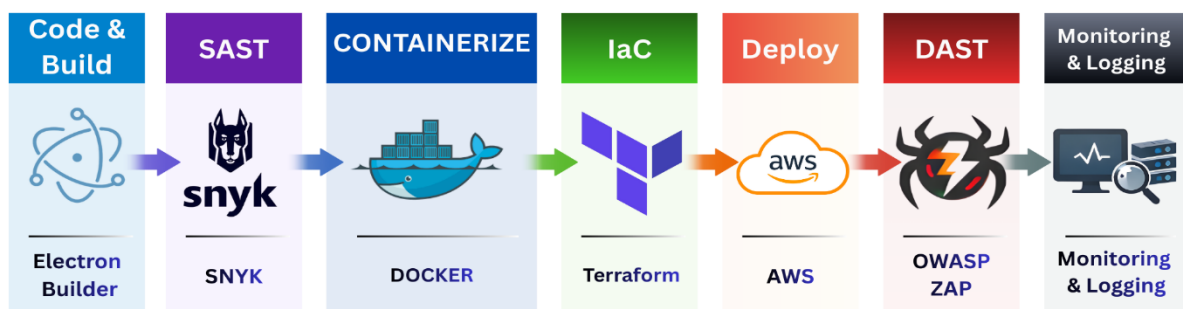 Code &
Build
SAST
CONTAINERIZE
IaC
Deploy
DAST
Monitoring
& Logging
snyk
aws
Electron
Builder
SNYK
DOCKER
Terraform
AWS
OWASP
ZAP
Monitoring
& Logging